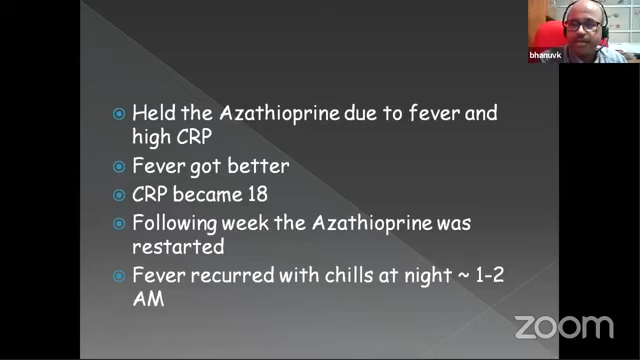 bhanuvk
Held the Azathioprine due to fever and
high CRP
Fever got better
CRP became 18
Following week the Azathioprine was
restarted
Fever recurred with chills at night ~ 1-2
AM
zoom